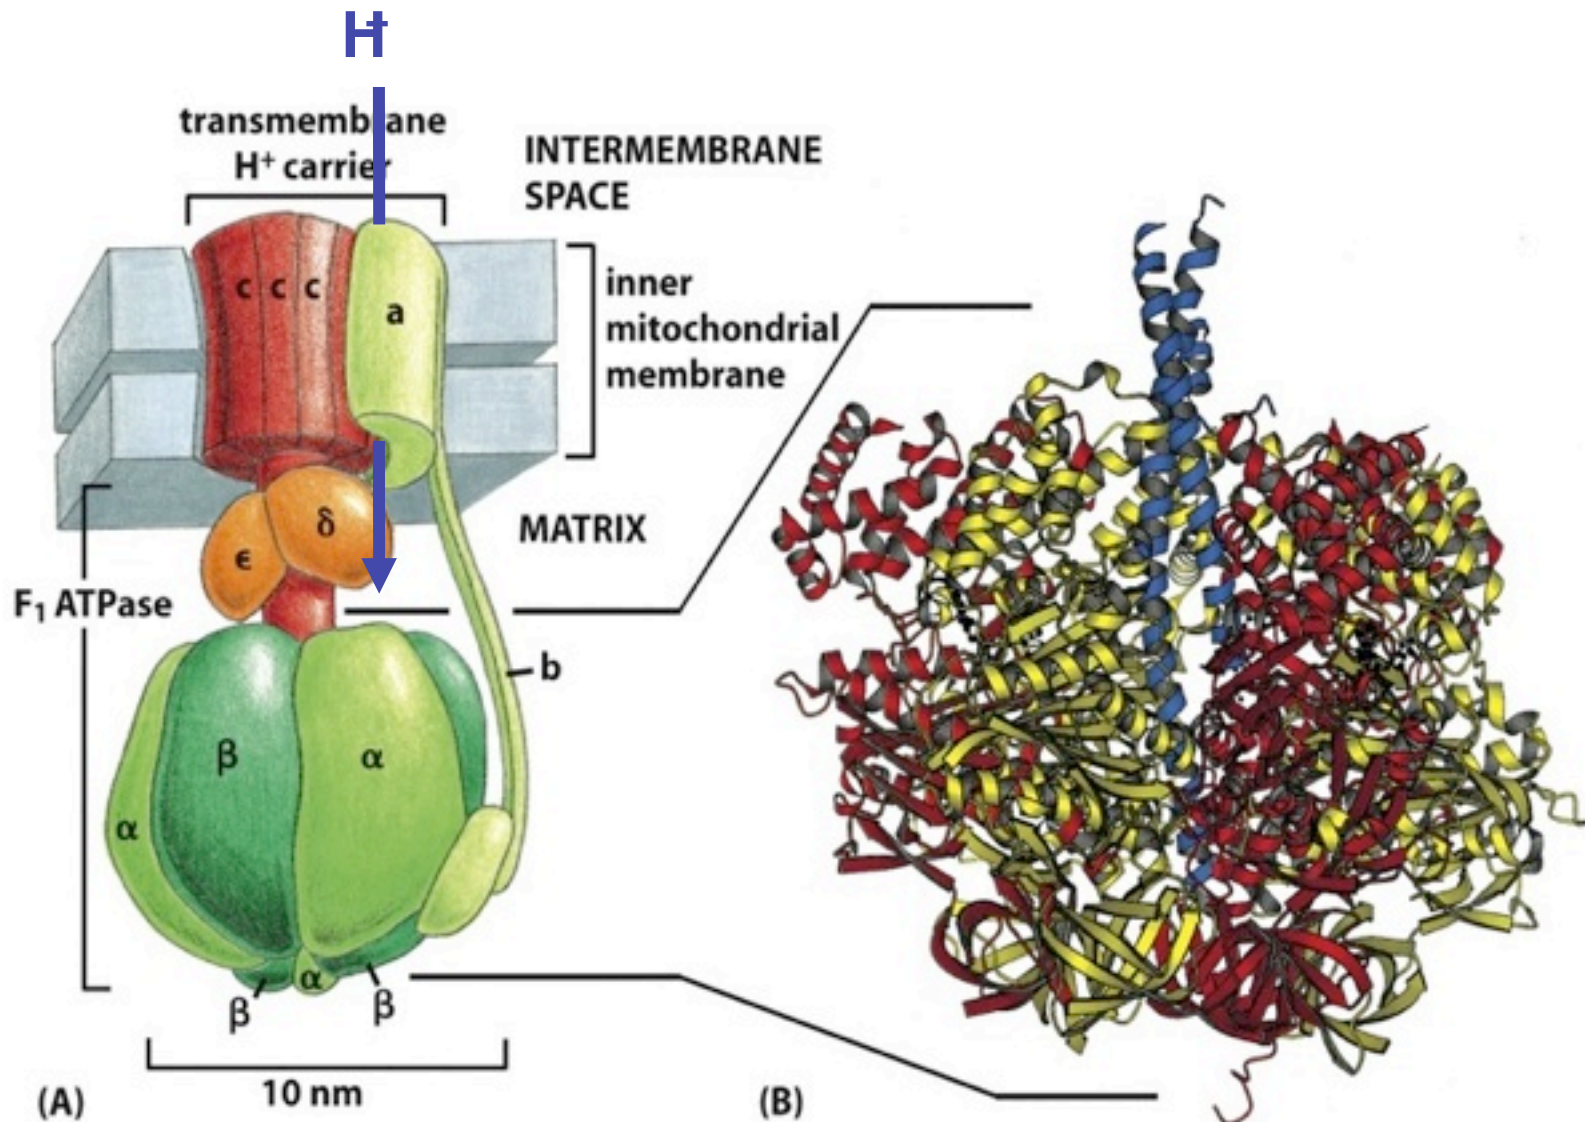 H+
transmembrane
H+ carrier
INTERMEMBRANE
SPACE
c c c
a
inner
mitochondrial
membrane
MATRIX
δ
ϵ
F1 ATPase
b
β
α
α
β
α
β
10 nm
(A)
(B)